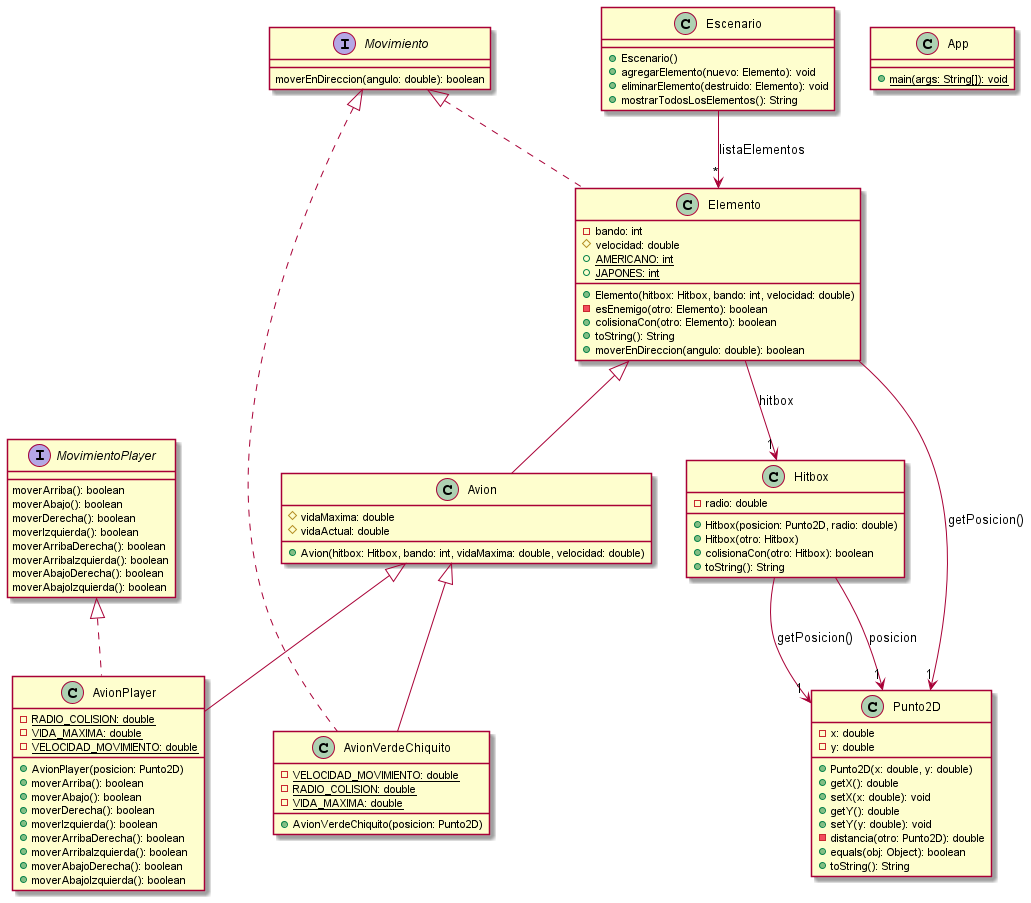 I Movimiento
moverEnDireccion(angulo: double): boolean
C Escenario
Escenario()
agregarElemento(nuevo: Elemento): void
eliminarElemento(destruido: Elemento): void
mostrarTodosLosElementos(): String
C App
main(args: String[]): void
listaElementos
*
C Elemento
bando: int
velocidad: double
AMERICANO: int
JAPONES: int
Elemento(hitbox: Hitbox, bando: int, velocidad: double)
esEnemigo(otro: Elemento): boolean
colisionaCon(otro: Elemento): boolean
toString(): String
moverEnDireccion(angulo: double): boolean
hitbox
1
getPosicion()
1
I MovimientoPlayer
moverArriba(): boolean
moverAbajo(): boolean
moverDerecha(): boolean
moverIzquierda(): boolean
moverArribaDerecha(): boolean
moverArribaIzquierda(): boolean
moverAbajoDerecha(): boolean
moverAbajoIzquierda(): boolean
C Avion
vidaMaxima: double
vidaActual: double
Avion(hitbox: Hitbox, bando: int, vidaMaxima: double, velocidad: double)
C Hitbox
radio: double
Hitbox(posicion: Punto2D, radio: double)
Hitbox(otro: Hitbox)
colisionaCon(otro: Hitbox): boolean
toString(): String
getPosicion()
1
posicion
1
C AvionPlayer
RADIO_COLISION: double
VIDA_MAXIMA: double
VELOCIDAD_MOVIMIENTO: double
AvionPlayer(posicion: Punto2D)
moverArriba(): boolean
moverAbajo(): boolean
moverDerecha(): boolean
moverIzquierda(): boolean
moverArribaDerecha(): boolean
moverArribaIzquierda(): boolean
moverAbajoDerecha(): boolean
moverAbajoIzquierda(): boolean
C AvionVerdeChiquito
VELOCIDAD_MOVIMIENTO: double
RADIO_COLISION: double
VIDA_MAXIMA: double
AvionVerdeChiquito(posicion: Punto2D)
C Punto2D
x: double
y: double
Punto2D(x: double, y: double)
getX(): double
setX(x: double): void
getY(): double
setY(y: double): void
distancia(otro: Punto2D): double
equals(obj: Object): boolean
toString(): String